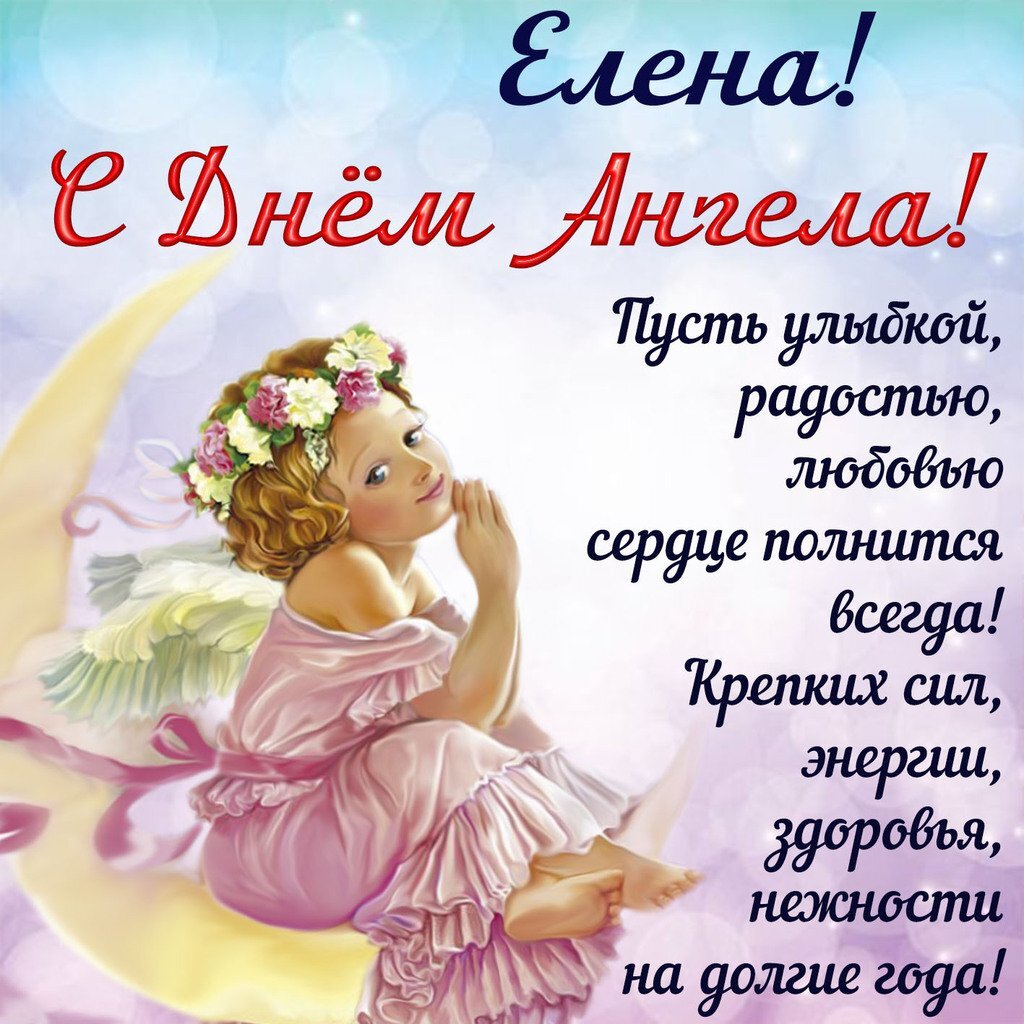 Елена!
С Днём Ангела!
Пусть улыбкой,
радостью,
любовью
сердце полнится
всегда!
Крепких сил,
энергии,
здоровья,
нежности
на долгие года!